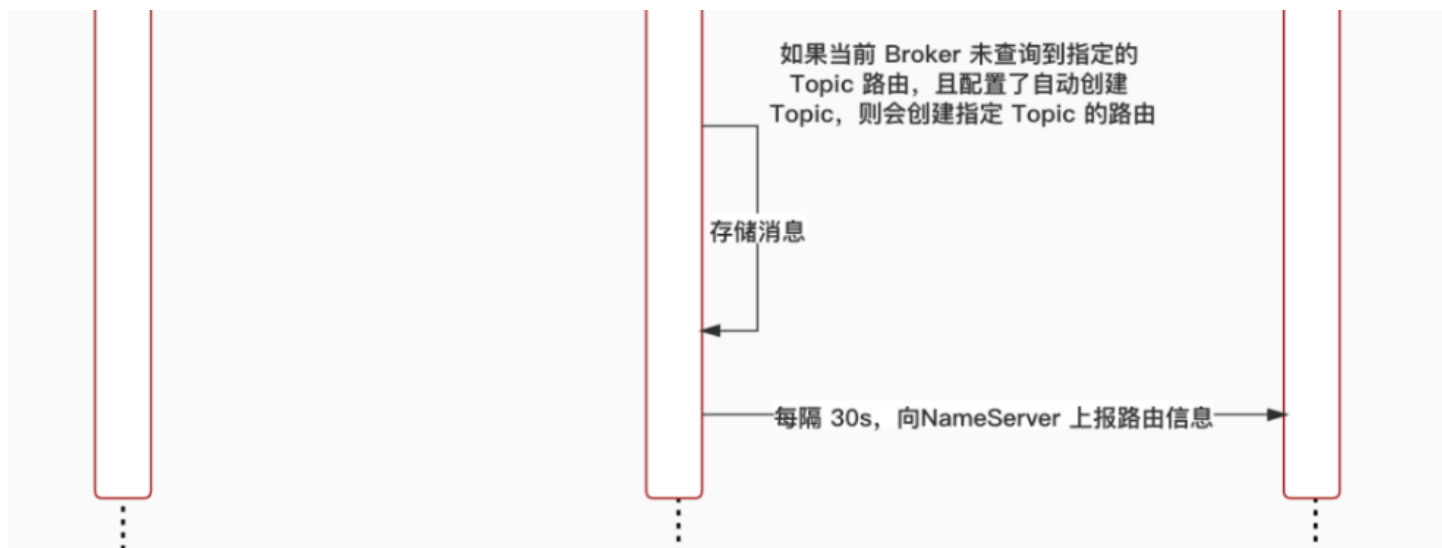 如果当前 Broker 未查询到指定的
Topic 路由，且配置了自动创建
Topic，则会创建指定 Topic 的路由
存储消息
每隔 30s，向NameServer 上报路由信息